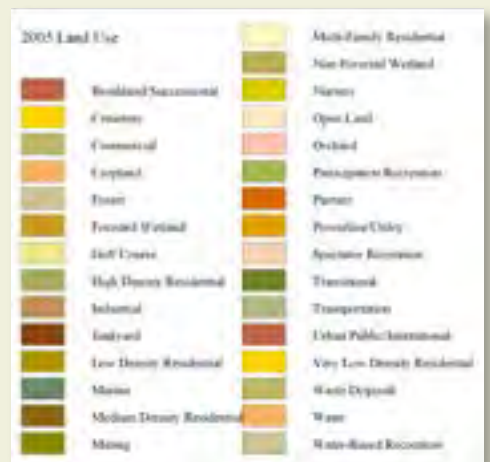 2005 Land Use
Brushland/Successional
Cemetery
Commercial
Cropland
Forest
Forested Wetland
Golf Course
High Density Residential
Industrial
Junkyard
Low Density Residential
Marina
Medium Density Residential
Mining
Multi-Family Residential
Non-Forested Wetland
Nursery
Open Land
Orchard
Participation Recreation
Pasture
Powerline/Utility
Spectator Recreation
Transitional
Transportation
Urban Public/Institutional
Very Low Density Residential
Waste Disposal
Water
Water-Based Recreation